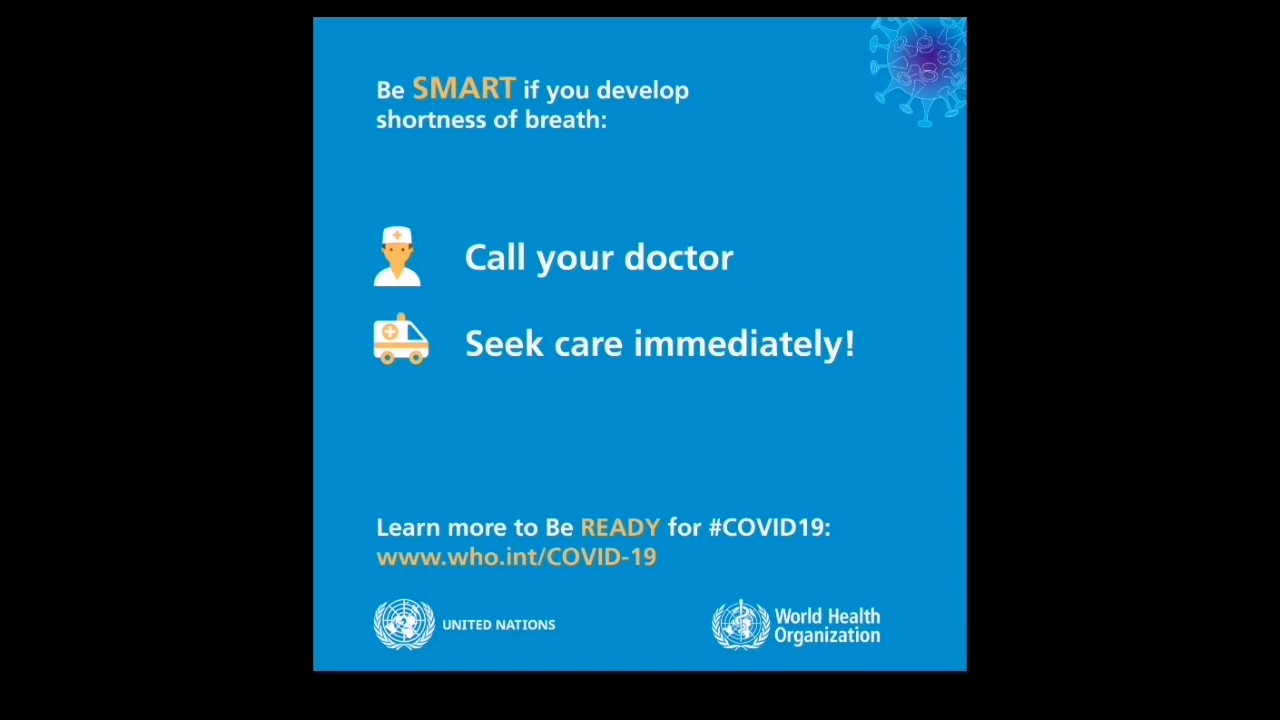 Be SMART if you develop
shortness of breath:
Call your doctor
Seek care immediately!
Learn more to Be READY for #COVID19:
www.who.int/COVID-19
UNITED NATIONS
World Health
Organization